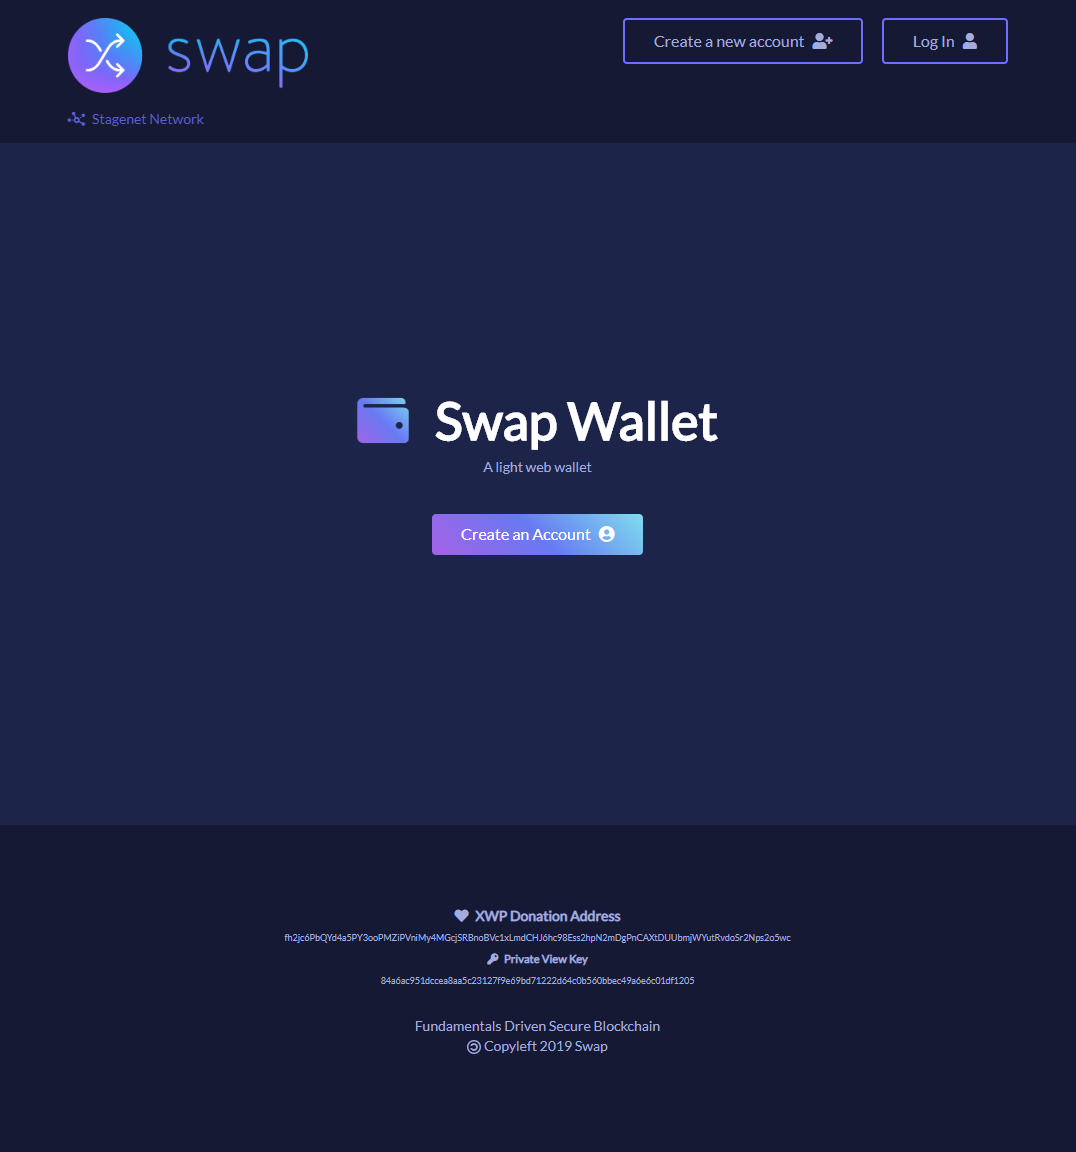 swap
Create a new account
Log In
Stagenet Network
Swap Wallet
A light web wallet
Create an Account
XWP Donation Address
fh2jc6PbQYd4a5PY3ooPMZiPVniMy4MGcjSRBnoBVc1xLmdCHJ6hc98Ess2hpN2mDgPnCAXtDUUbmjWYutRvdoSr2Nps2o5wc
Private View Key
84a6ac951dccea8aa5c23127f9e69bd71222d64c0b560bbec49a6e6c01df1205
Fundamentals Driven Secure Blockchain
Copyleft 2019 Swap